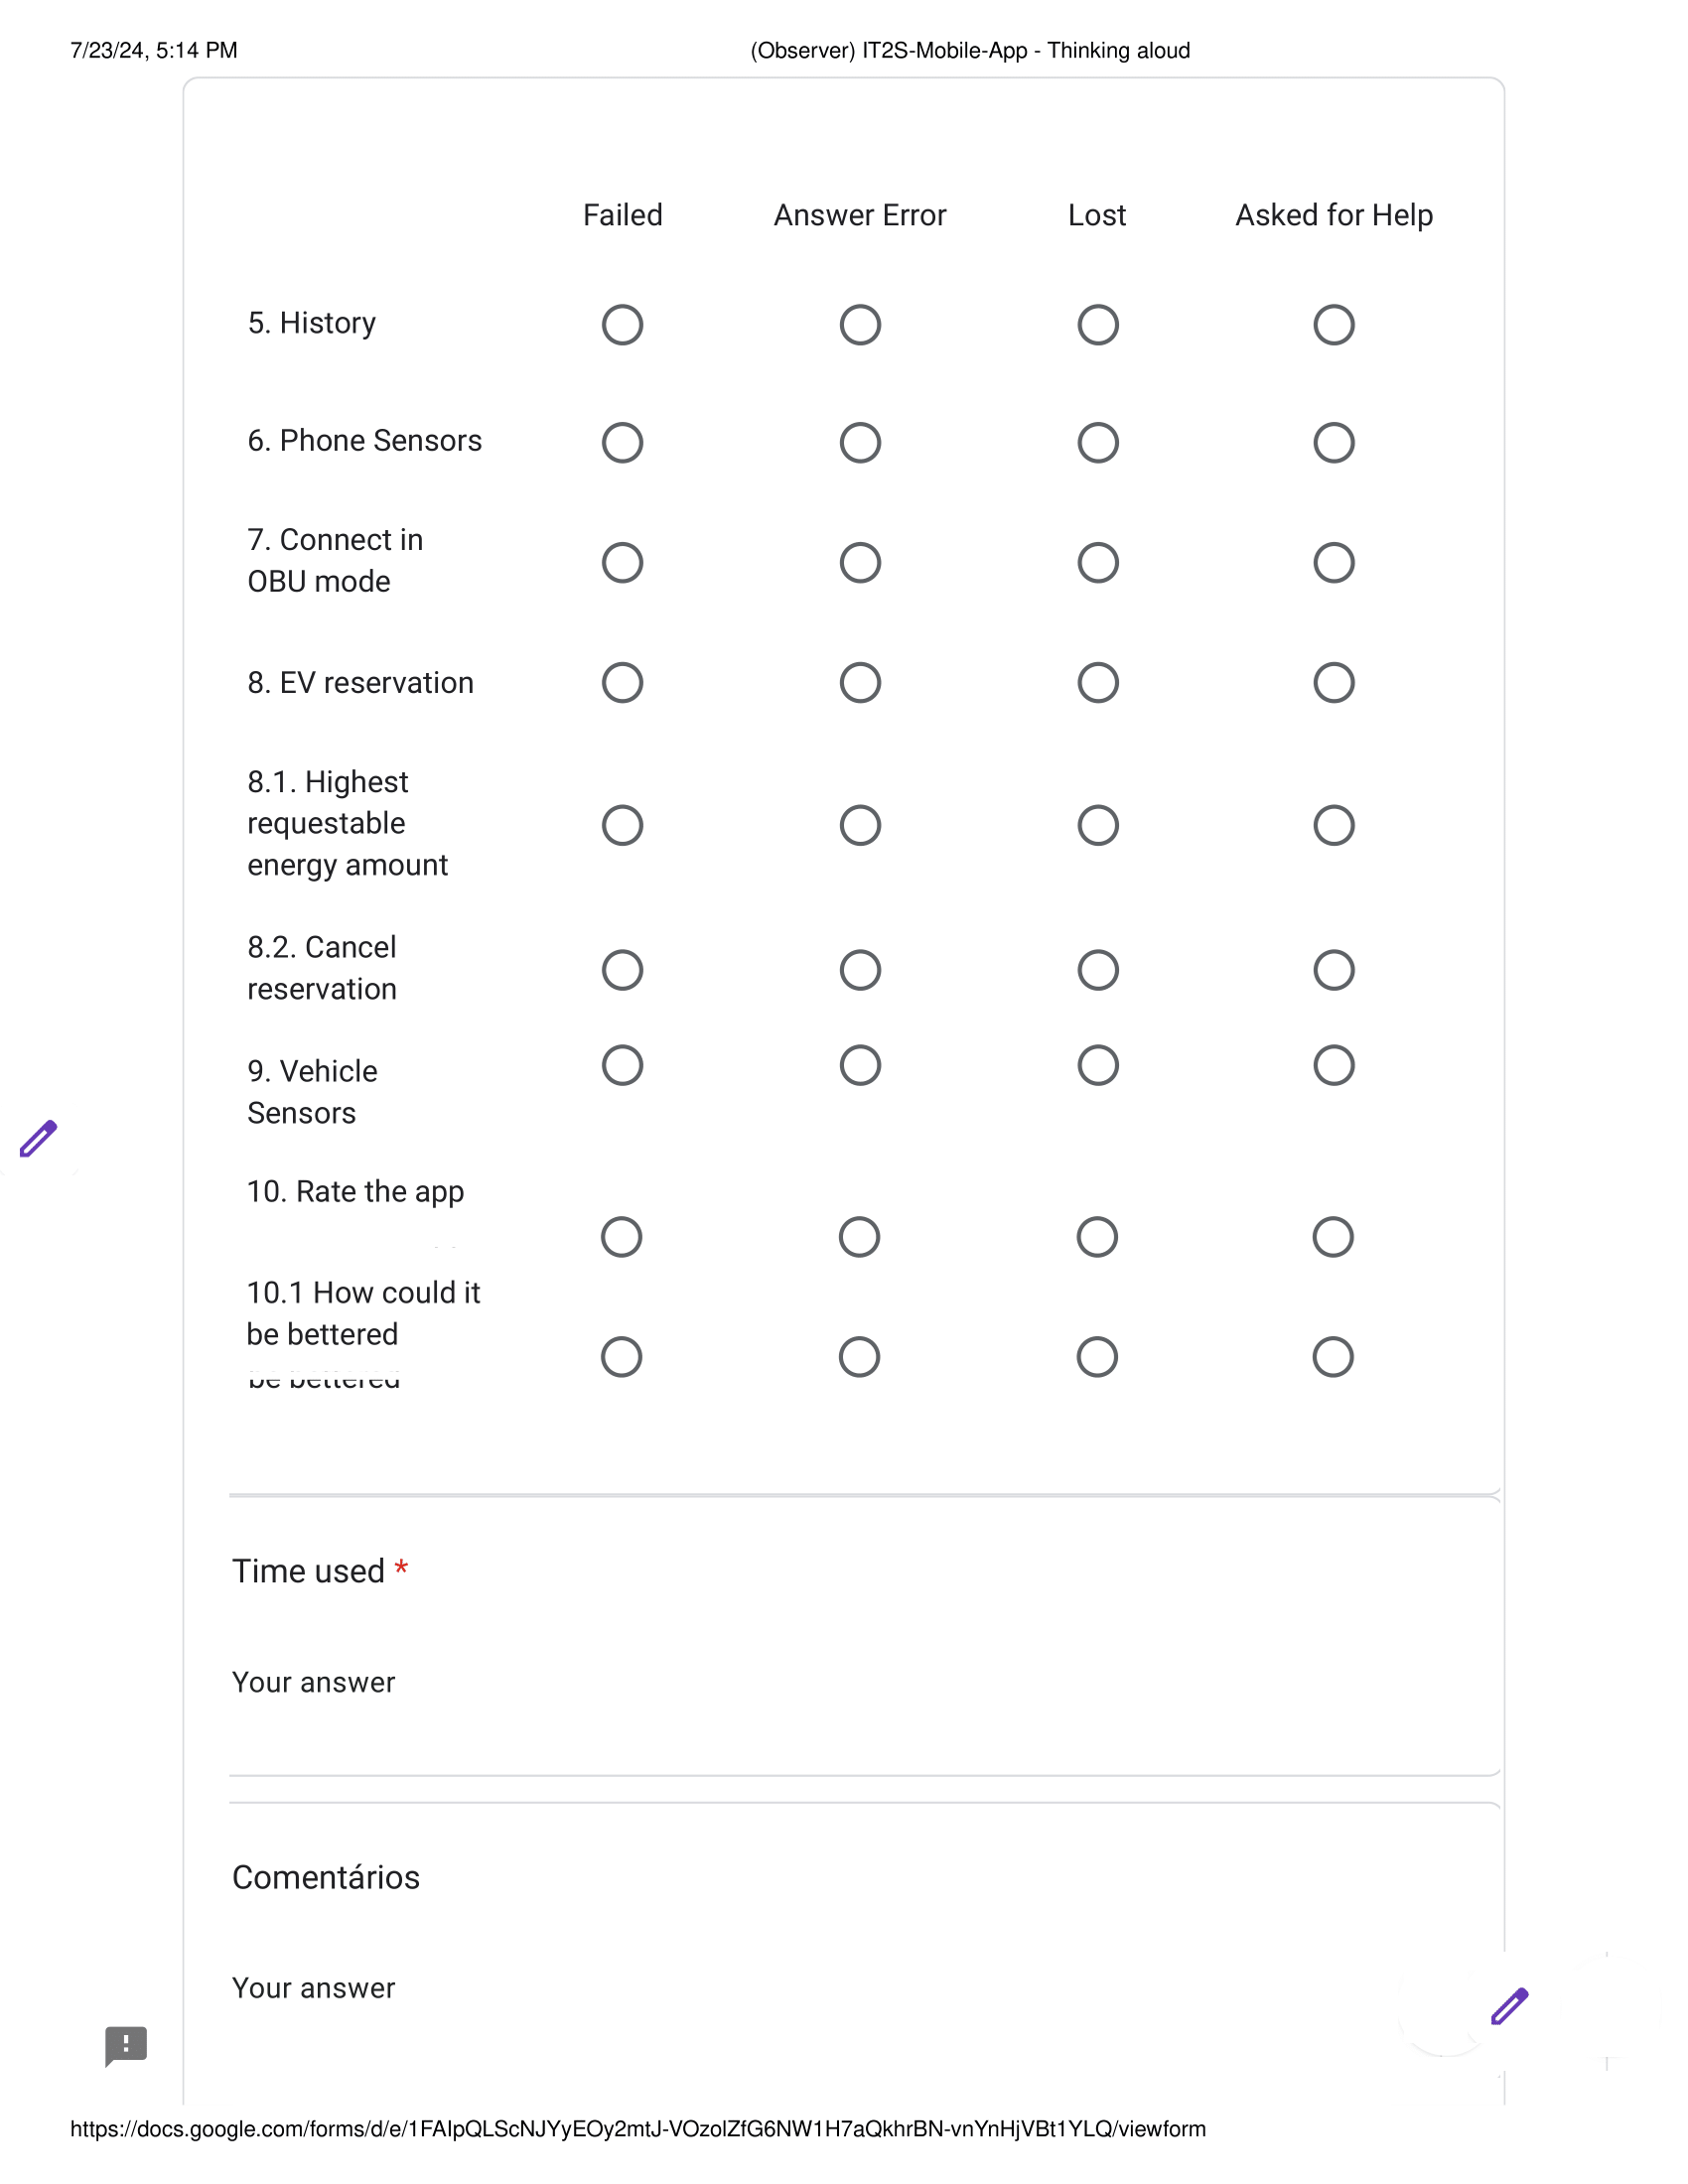 7/23/24, 5:14 PM
(Observer) IT2S-Mobile-App - Thinking aloud
Failed Answer Error Lost Asked for Help
5. History
6. Phone Sensors
7. Connect in
OBU mode
8. EV reservation
8.1. Highest
requestable
energy amount
8.2. Cancel
reservation
9. Vehicle
Sensors
10. Rate the app
10.1 How could it
be bettered
be bettered
Time used *
Your answer
Comentários
Your answer
https://docs.google.com/forms/d/e/1FAIpQLScNJYyEOy2mtJ-VOzolZfG6NW1H7aQkhrBN-vnYnHjVBt1YLQ/viewform